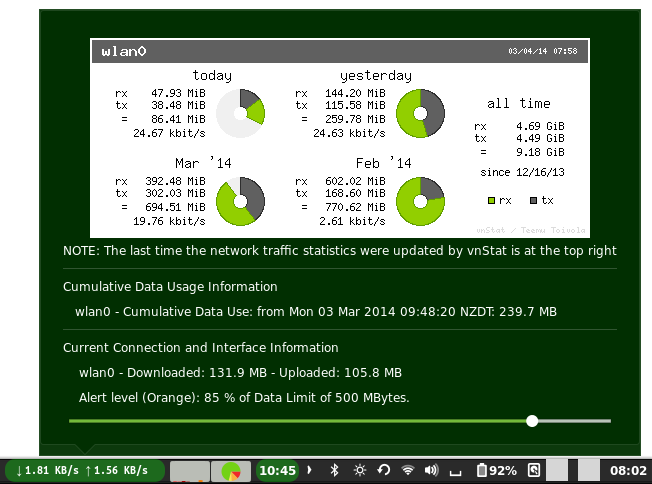 wlan0 03/04/14 07:58
today
rx 47.93 MiB
tx 38.48 MiB
= 86.41 MiB
24.67 kbit/s
yesterday
rx 144.20 MiB
tx 115.58 MiB
= 259.78 MiB
24.63 kbit/s
all time
rx 4.69 GiB
tx 4.49 GiB
= 9.18 GiB
since 12/16/13
Mar '14
rx 392.48 MiB
tx 302.03 MiB
= 694.51 MiB
19.76 kbit/s
Feb '14
rx 602.02 MiB
tx 168.60 MiB
= 770.62 MiB
2.61 kbit/s
rx tx
vnStat / Teemu Toivola
NOTE: The last time the network traffic statistics were updated by vnStat is at the top right
Cumulative Data Usage Information
wlan0 - Cumulative Data Use: from Mon 03 Mar 2014 09:48:20 NZDT: 239.7 MB
Current Connection and Interface Information
wlan0 - Downloaded: 131.9 MB - Uploaded: 105.8 MB
Alert level (Orange): 85 % of Data Limit of 500 MBytes.
↓1.81 KB/s ↑1.56 KB/s 10:45 92% 08:02